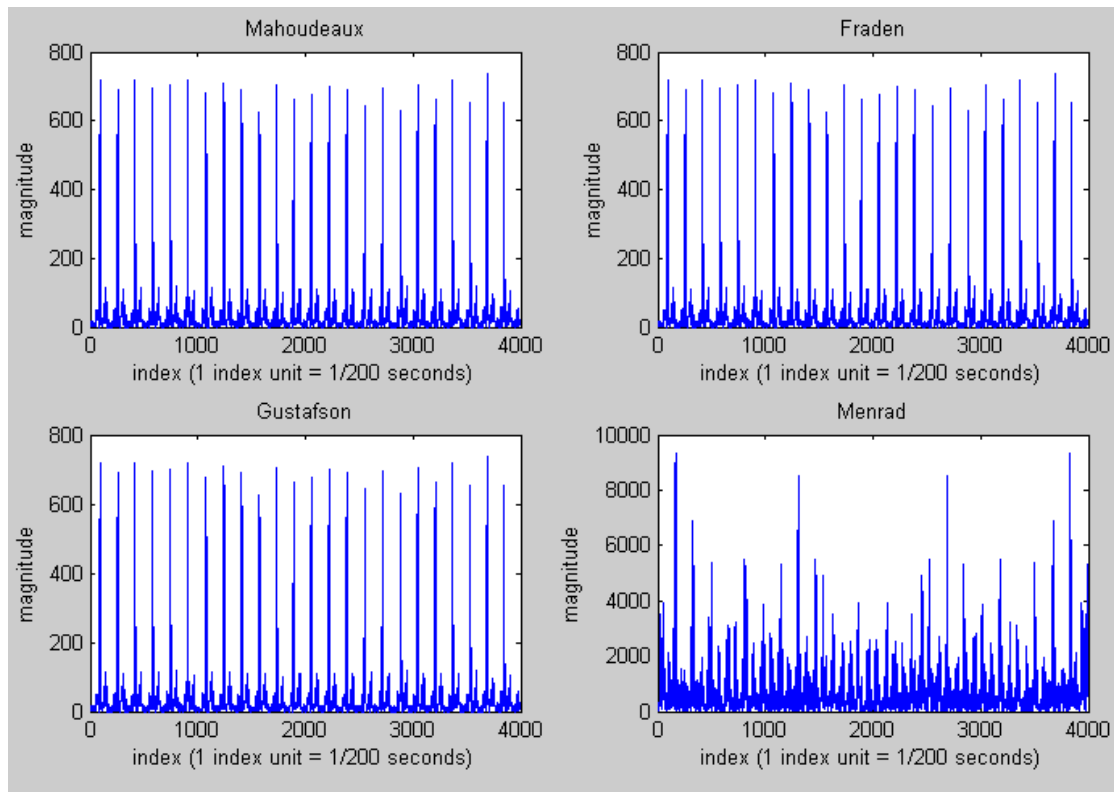 Mahoudeaux
800
600
400
200
0
magnitude
0 1000 2000 3000 4000
index (1 index unit = 1/200 seconds)
Fraden
800
600
400
200
0
magnitude
0 1000 2000 3000 4000
index (1 index unit = 1/200 seconds)
Gustafson
800
600
400
200
0
magnitude
0 1000 2000 3000 4000
index (1 index unit = 1/200 seconds)
Menrad
10000
8000
6000
4000
2000
0
magnitude
0 1000 2000 3000 4000
index (1 index unit = 1/200 seconds)